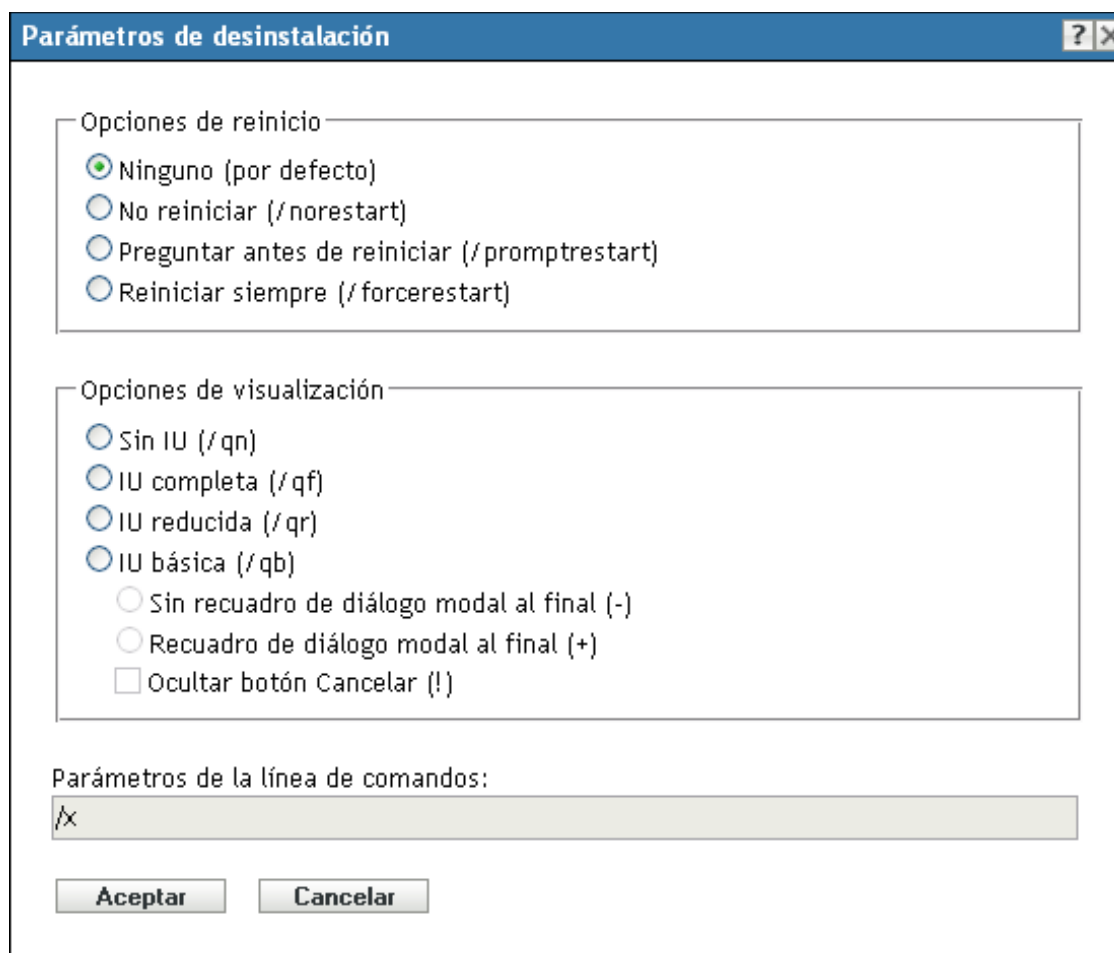 Parámetros de desinstalación
Opciones de reinicio
Ninguno (por defecto)
No reiniciar (/norestart)
Preguntar antes de reiniciar (/promptrestart)
Reiniciar siempre (/forcerestart)
Opciones de visualización
Sin IU (/qn)
IU completa (/qf)
IU reducida (/qr)
IU básica (/qb)
Sin recuadro de diálogo modal al final (-)
Recuadro de diálogo modal al final (+)
Ocultar botón Cancelar (!)
Parámetros de la línea de comandos:
/x
Aceptar Cancelar